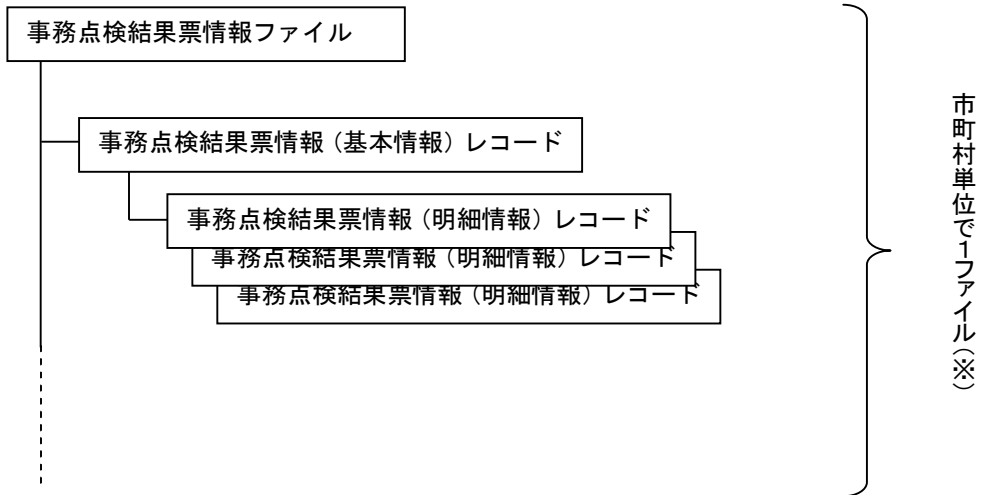 事務点検結果票情報ファイル
事務点検結果票情報（基本情報）レコード
事務点検結果票情報（明細情報）レコード
事務点検結果票情報（明細情報）レコード
事務点検結果票情報（明細情報）レコード
市町村単位で1ファイル（※）